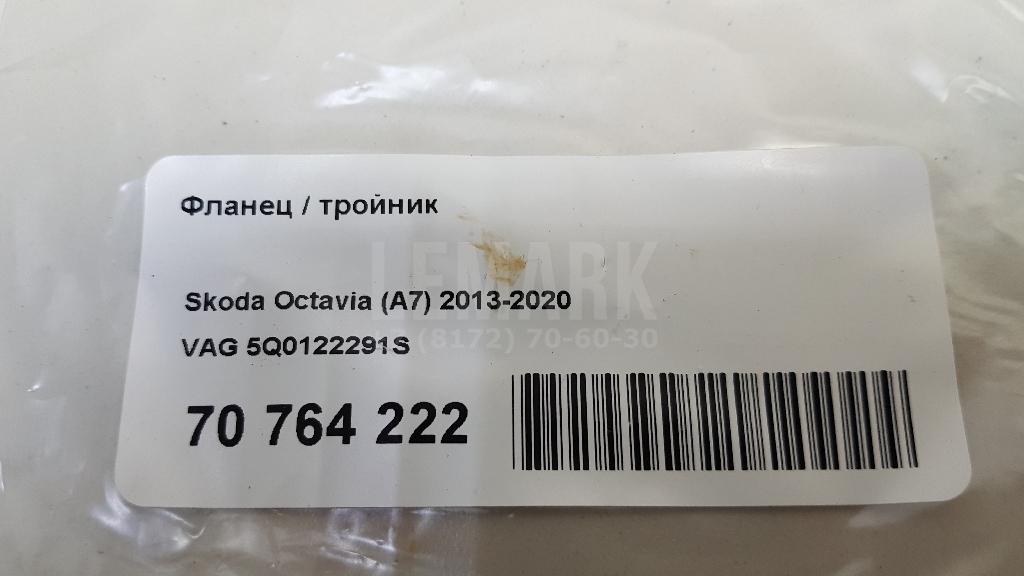 Фланец / тройник
LEMARK
Skoda Octavia (A7) 2013-2020
(8172) 70-60-30
VAG 5Q0122291S
70 764 222